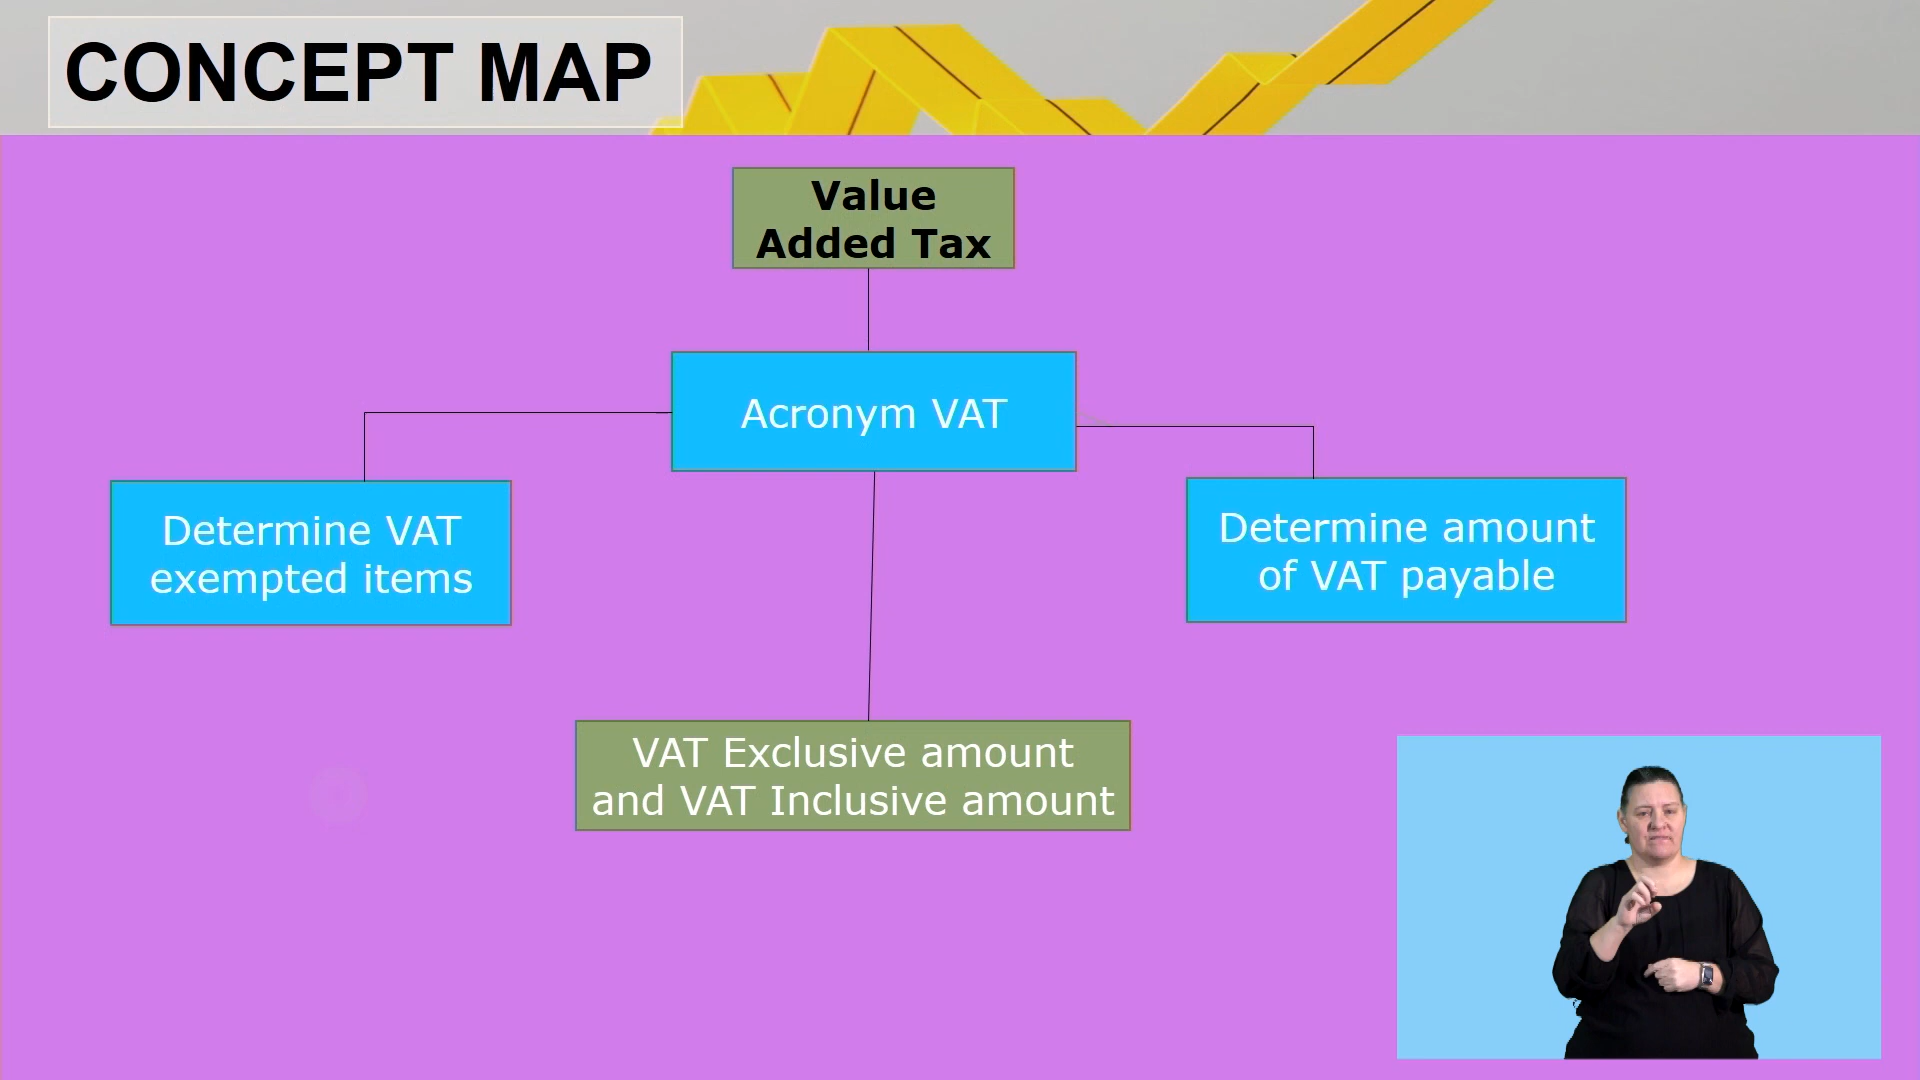 CONCEPT MAP
Value
Added Tax
Acronym VAT
Determine VAT
exempted items
Determine amount
of VAT payable
VAT Exclusive amount
and VAT Inclusive amount